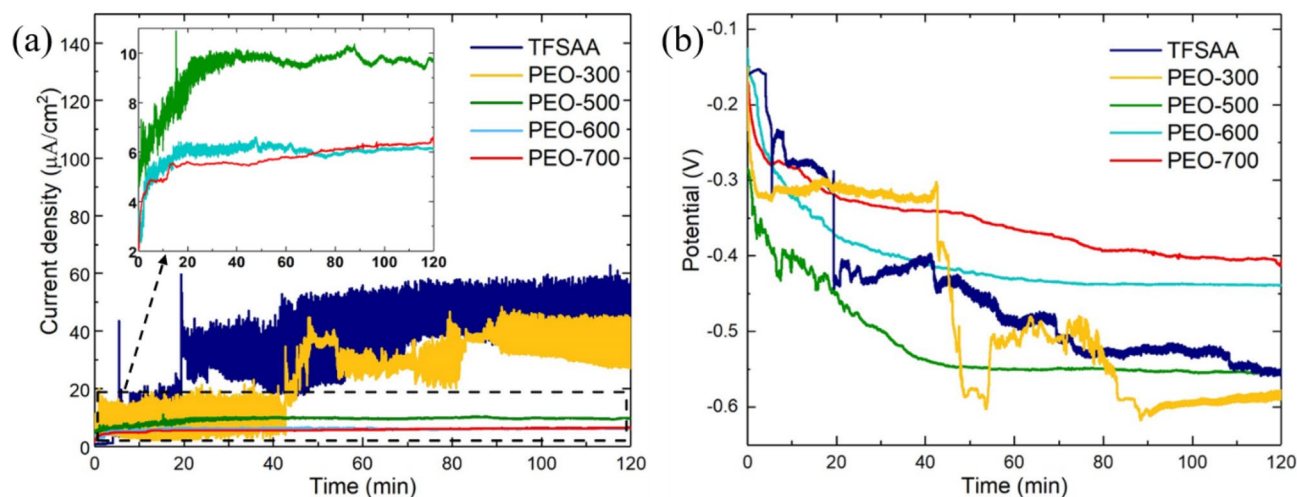 (a)
Current density (μA/cm²)
140
120
100
80
60
40
20
0
10
8
6
4
2
0 20 40 60 80 100 120
TFSAA
PEO-300
PEO-500
PEO-600
PEO-700
0 20 40 60 80 100 120
Time (min)
(b)
Potential (V)
-0.1
-0.2
-0.3
-0.4
-0.5
-0.6
TFSAA
PEO-300
PEO-500
PEO-600
PEO-700
0 20 40 60 80 100 120
Time (min)